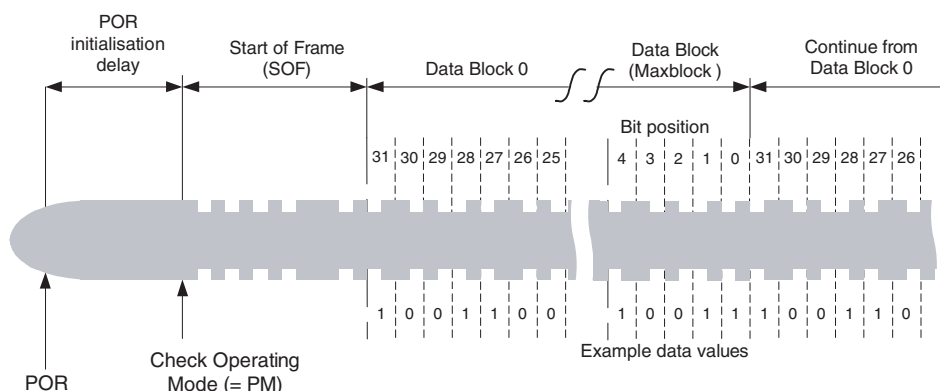 POR
initialisation
delay
Start of Frame
(SOF)
Data Block 0
Data Block
(Maxblock )
Continue from
Data Block 0
Bit position
31 30 29 28 27 26 25 4 3 2 1 0 31 30 29 28 27 26
1 0 0 1 1 0 0 1 0 0 1 1 1 0 0 1 1 0
Example data values
Check Operating
Mode (= PM)
POR